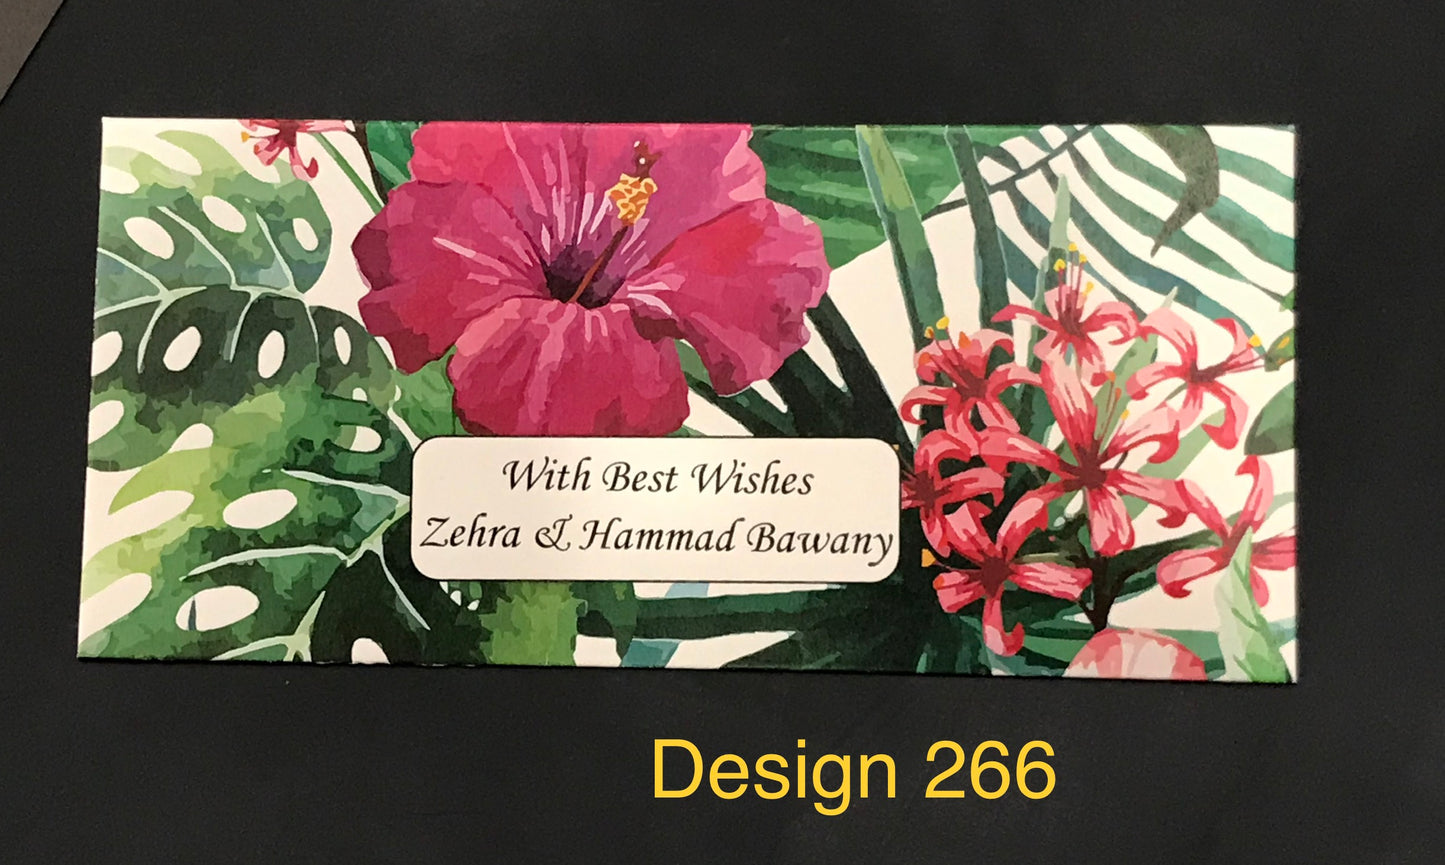 With Best Wishes
Zehra & Hammad Bawany
Design 266